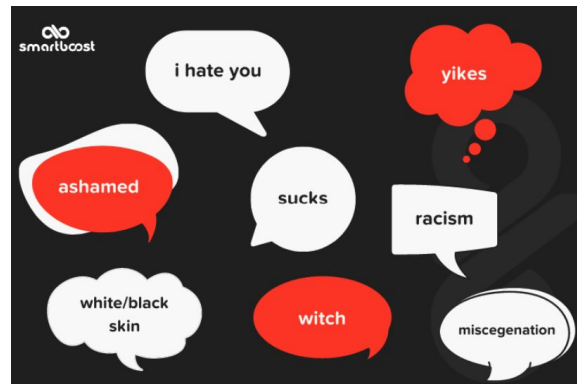 smartboost
i hate you
yikes
ashamed
sucks
racism
white/black
skin
witch
miscegenation